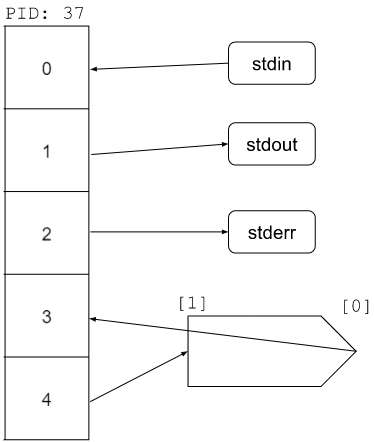 PID: 37
0
stdin
1
stdout
2
stderr
[1]
[0]
3
4